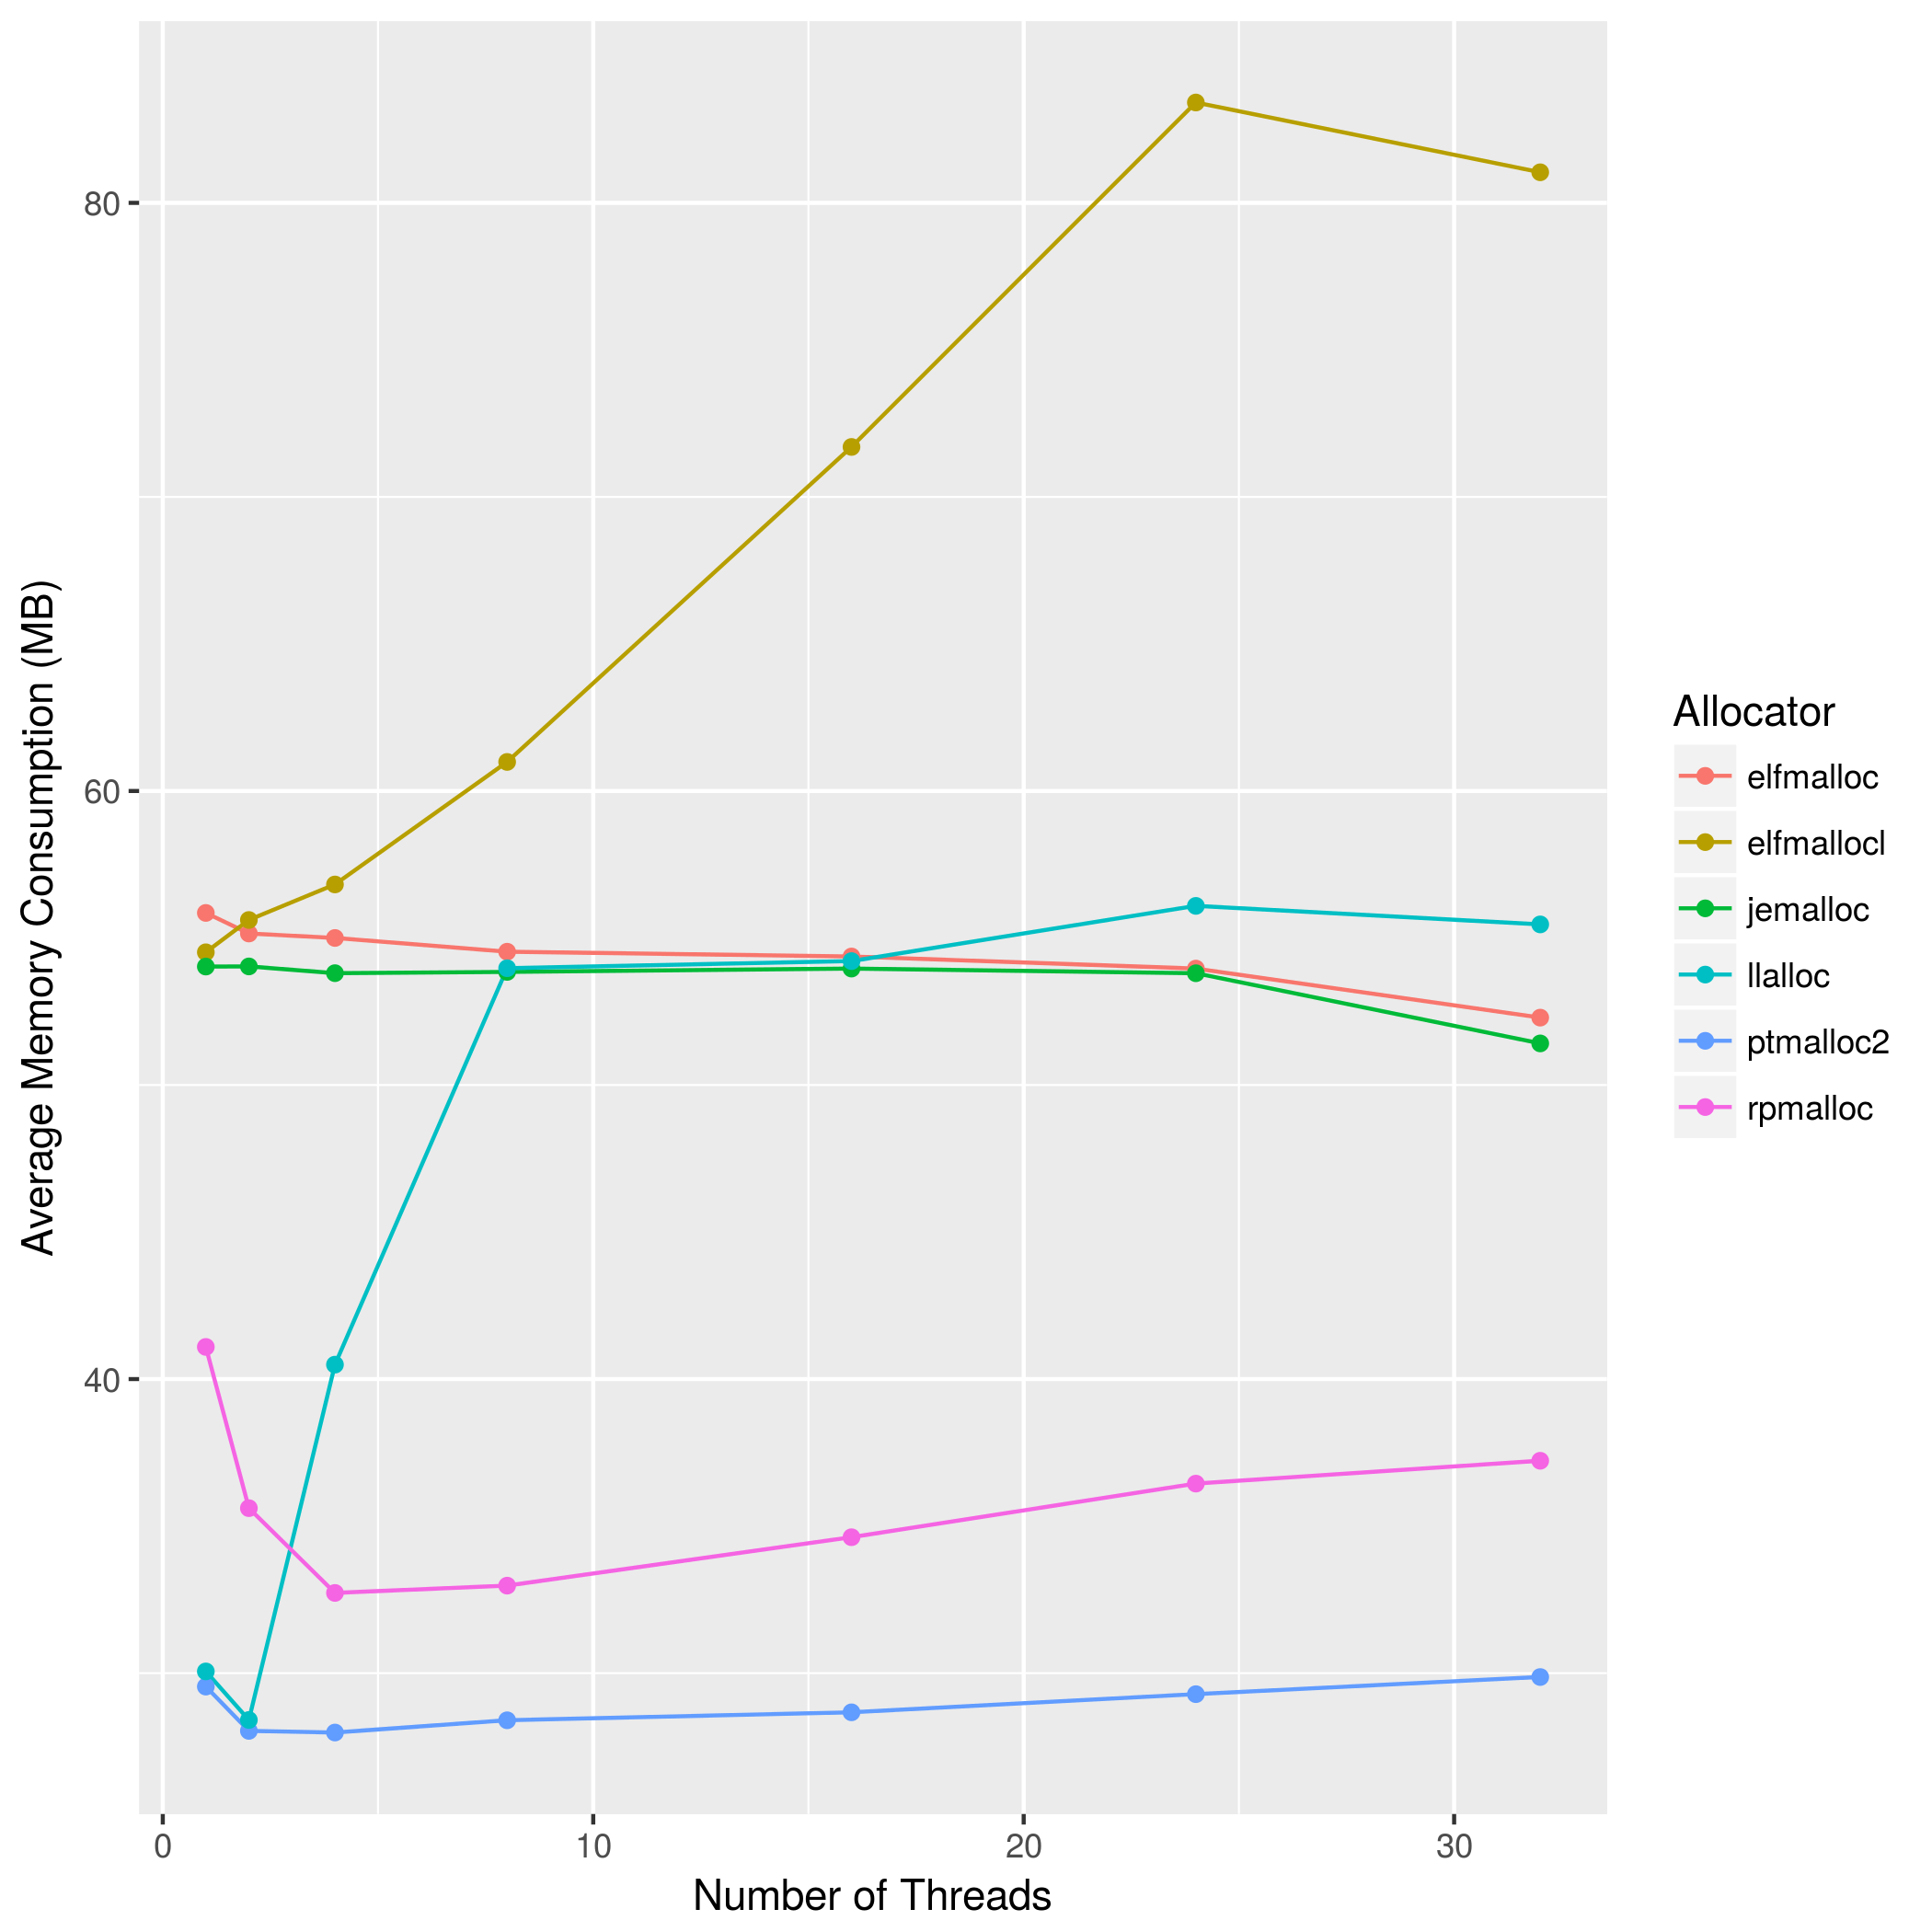 Average Memory Consumption (MB)
80
60
40
0
10
20
30
Number of Threads
Allocator
elfmalloc
elfmallocl
jemalloc
llalloc
ptmalloc2
rpmalloc